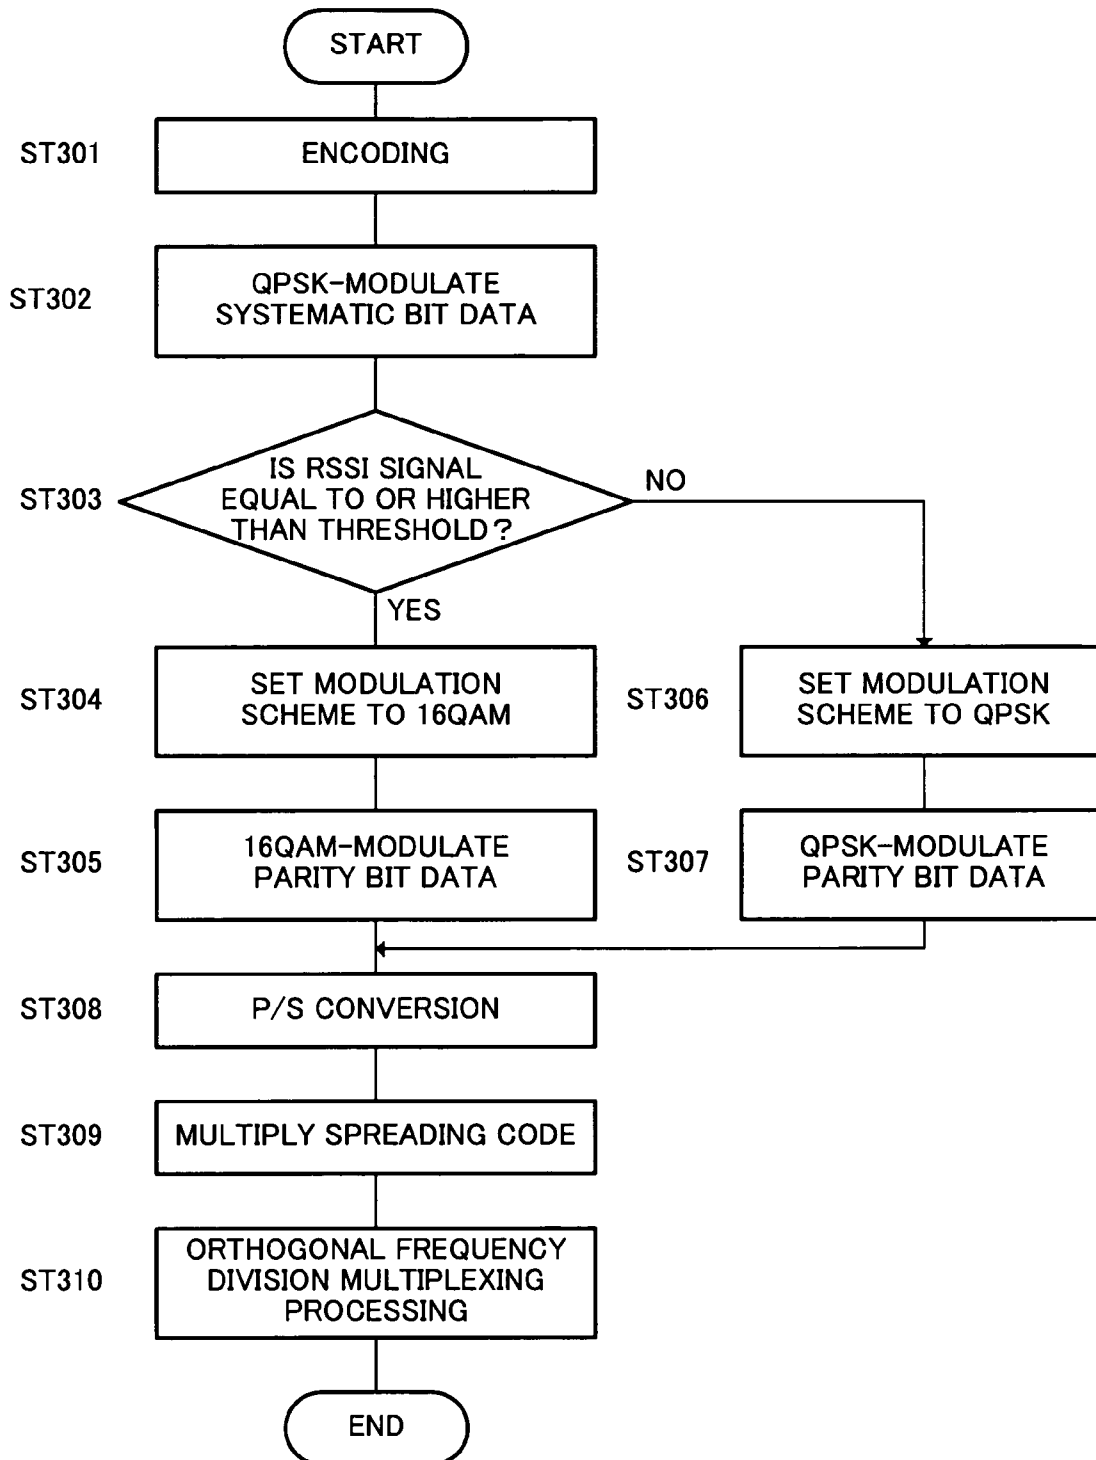 START
ST301
ENCODING
ST302
QPSK-MODULATE
SYSTEMATIC BIT DATA
ST303
IS RSSI SIGNAL
EQUAL TO OR HIGHER
THAN THRESHOLD?
NO
YES
ST304
SET MODULATION
SCHEME TO 16QAM
ST306
SET MODULATION
SCHEME TO QPSK
ST305
16QAM-MODULATE
PARITY BIT DATA
ST307
QPSK-MODULATE
PARITY BIT DATA
ST308
P/S CONVERSION
ST309
MULTIPLY SPREADING CODE
ST310
ORTHOGONAL FREQUENCY
DIVISION MULTIPLEXING
PROCESSING
END